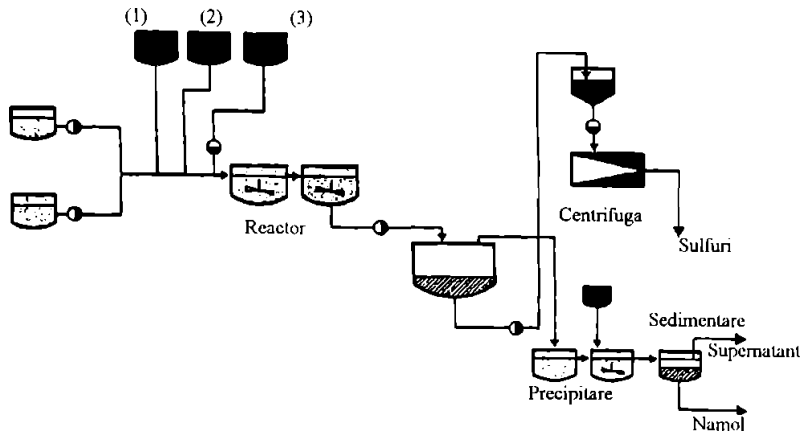 (1) (2) (3)
Reactor
Centrifuga
Sulfuri
Sedimentare
Supernatant
Precipitare
Namol